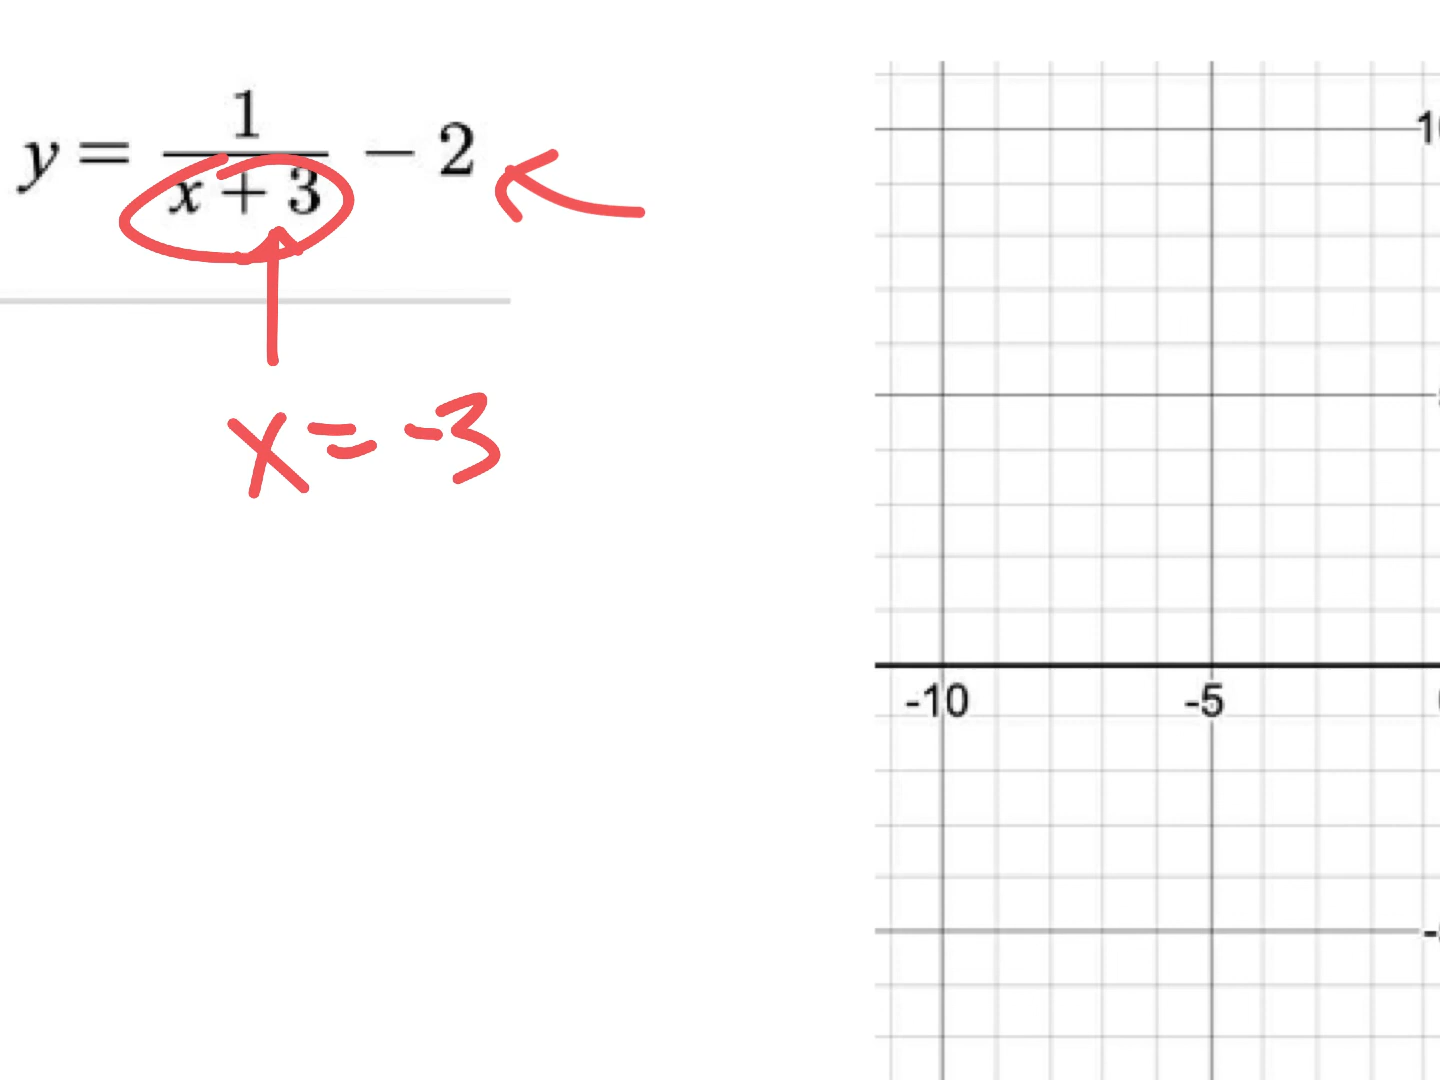 y = 1/(x + 3) − 2
x = -3
-10 -5